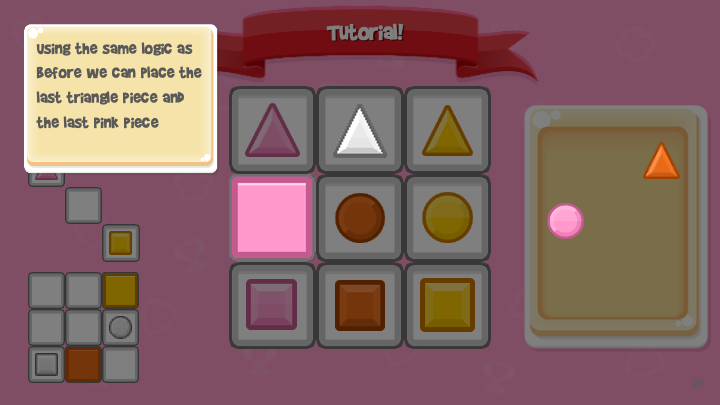 Tutorial!
Using the same logic as
Before we can place the
last triangle piece and
the last pink piece